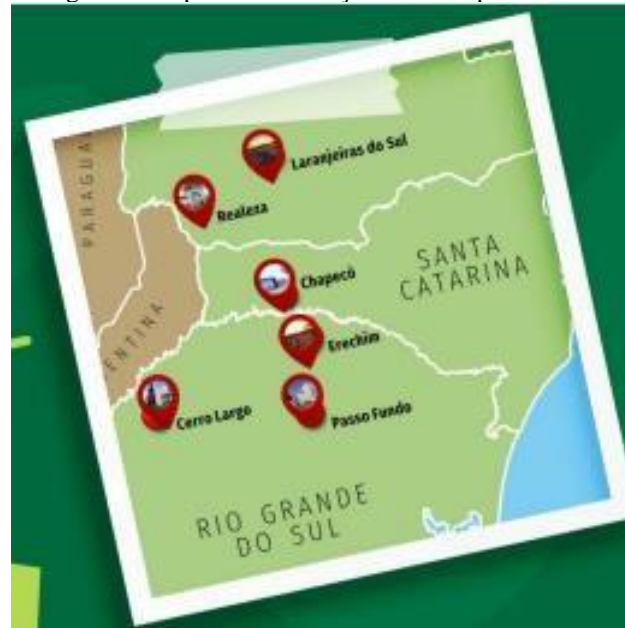 PARAGUAI
Laranjeiras do Sul
Realeza
SANTA
CATARINA
Chapecó
ENTINA
Erechim
Cerro Largo
Passo Fundo
RIO GRANDE
DO SUL